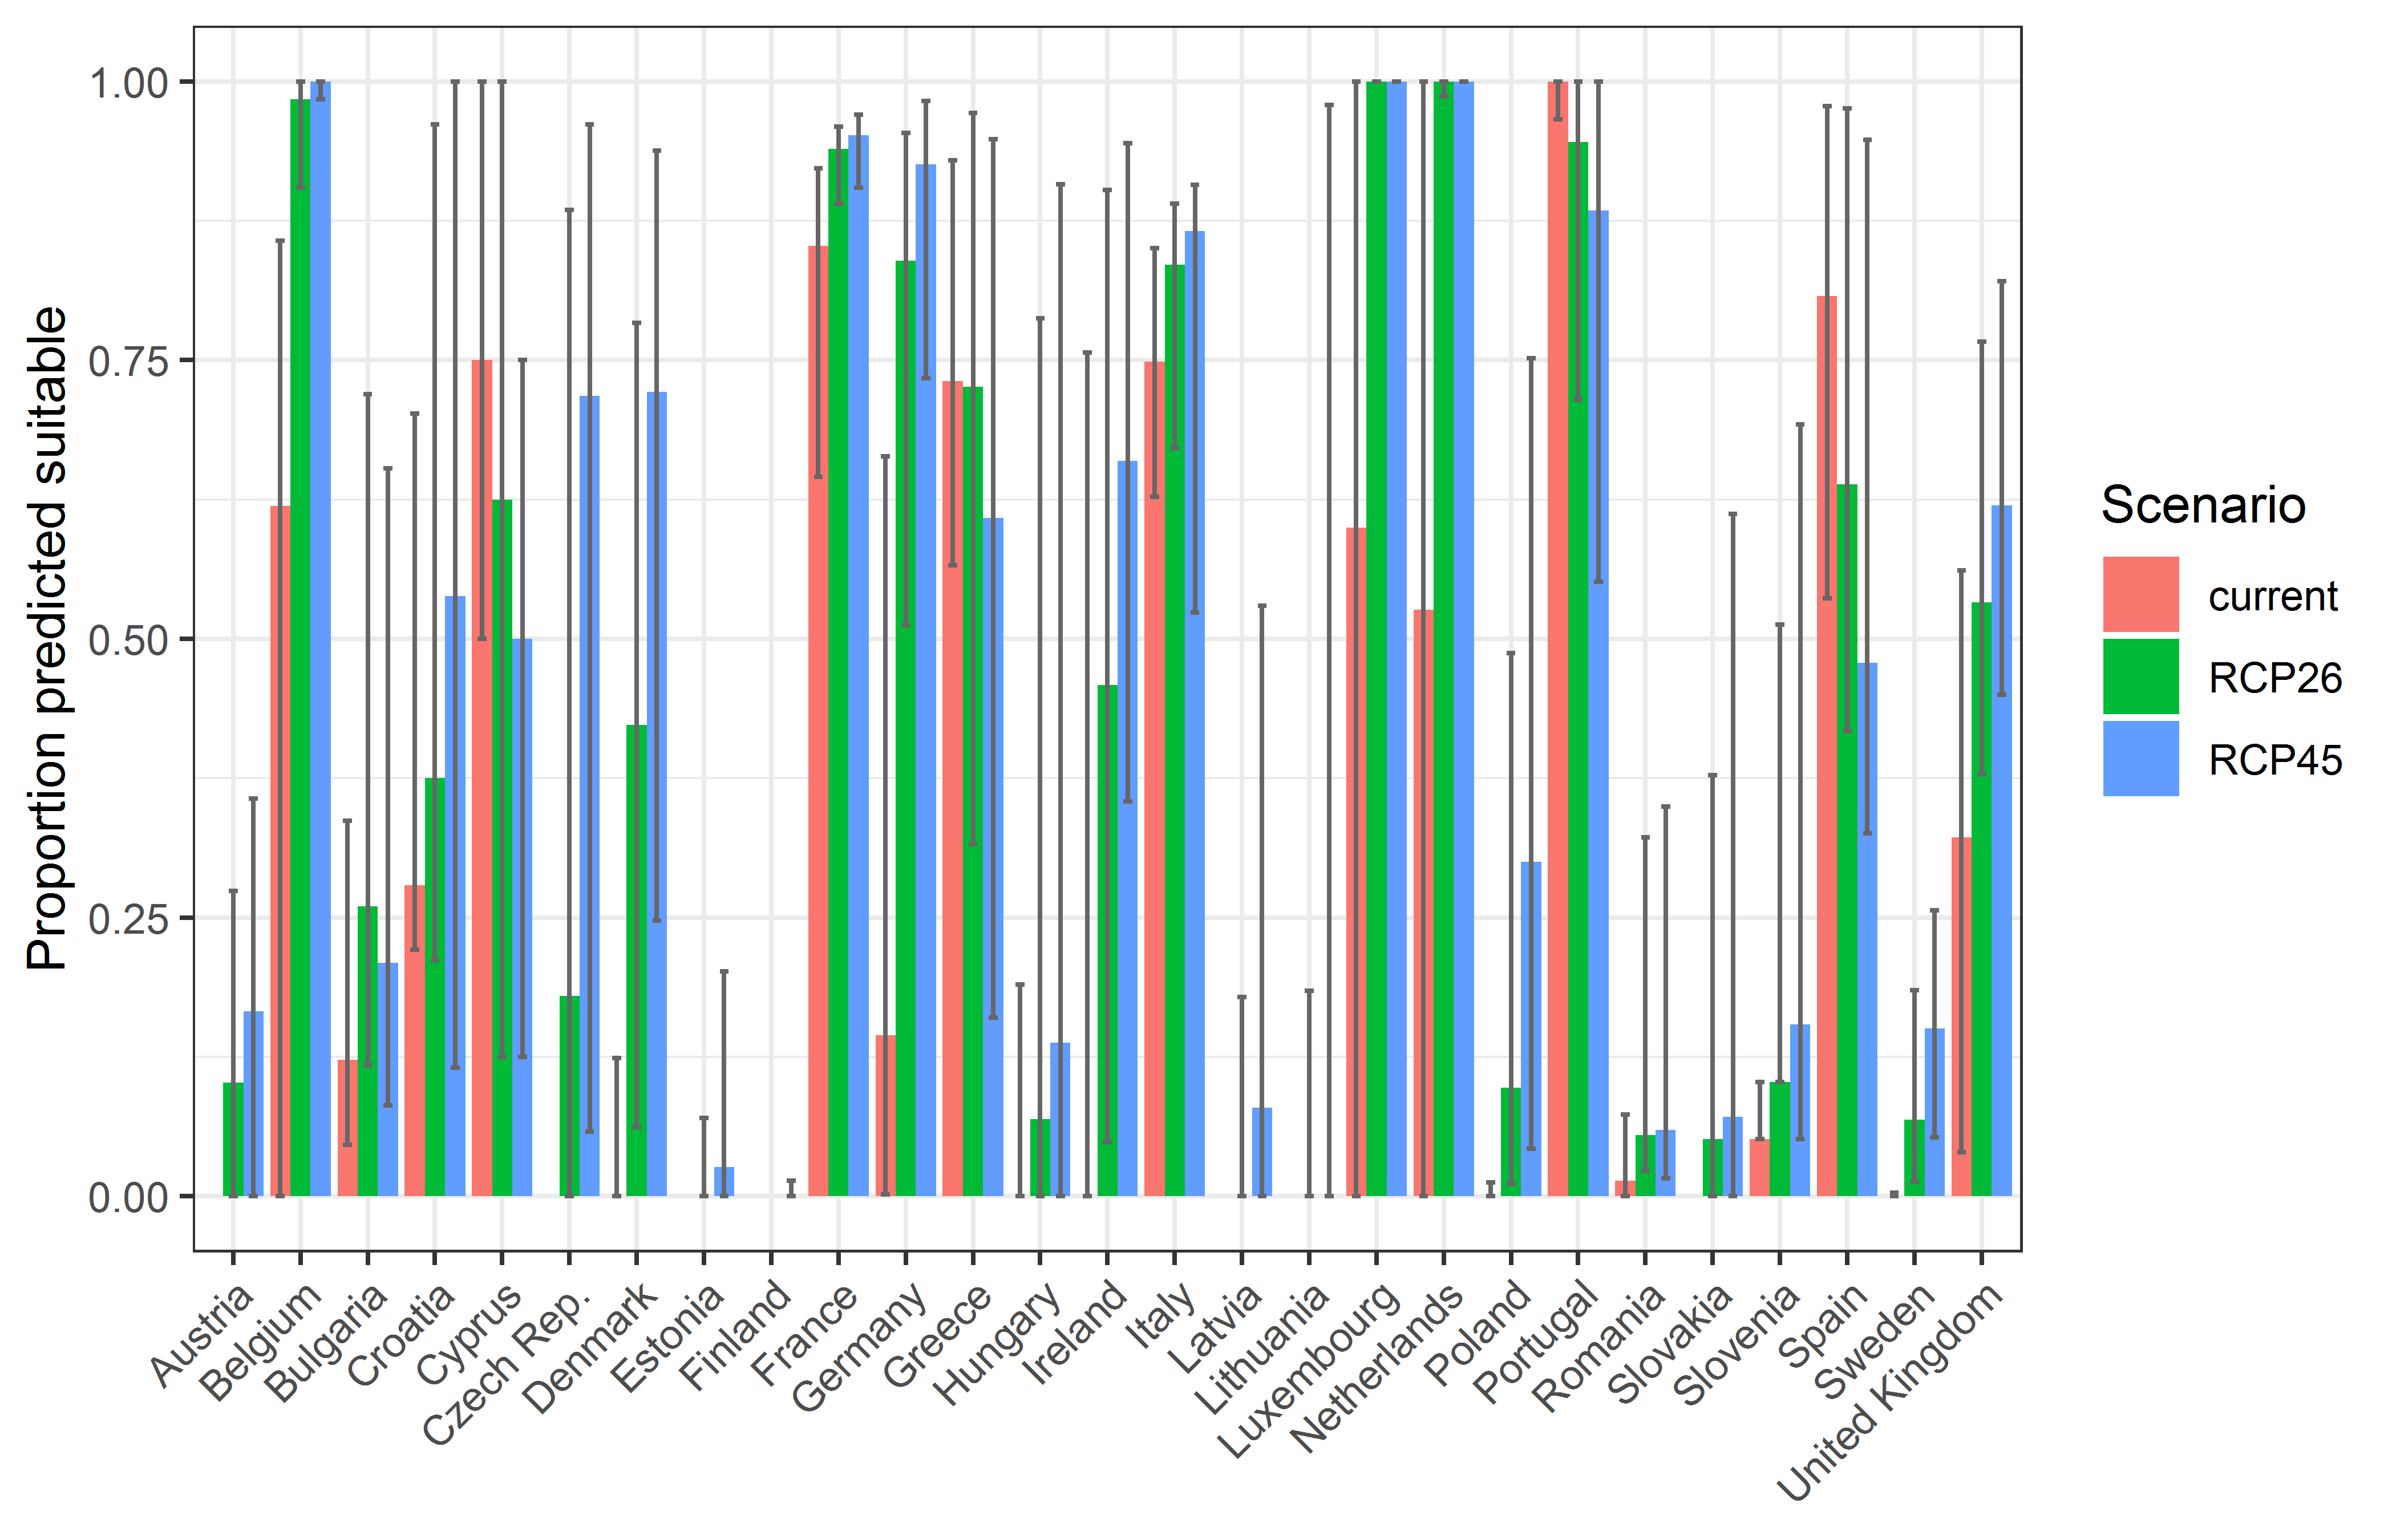 Proportion predicted suitable
1.00
0.75
0.50
0.25
0.00
Austria
Belgium
Bulgaria
Croatia
Cyprus
Czech Rep.
Denmark
Estonia
Finland
France
Germany
Greece
Hungary
Ireland
Italy
Latvia
Lithuania
Luxembourg
Netherlands
Poland
Portugal
Romania
Slovakia
Slovenia
Spain
Sweden
United Kingdom
Scenario
current
RCP26
RCP45